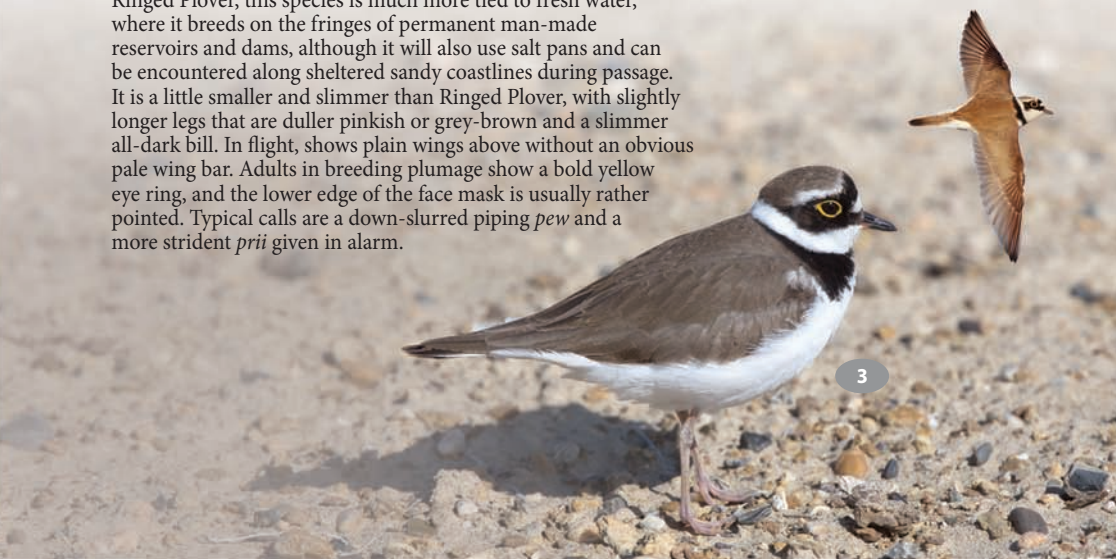 Ringed Plover, this species is much more tied to fresh water,
where it breeds on the fringes of permanent man-made
reservoirs and dams, although it will also use salt pans and can
be encountered along sheltered sandy coastlines during passage.
It is a little smaller and slimmer than Ringed Plover, with slightly
longer legs that are duller pinkish or grey-brown and a slimmer
all-dark bill. In flight, shows plain wings above without an obvious
pale wing bar. Adults in breeding plumage show a bold yellow
eye ring, and the lower edge of the face mask is usually rather
pointed. Typical calls are a down-slurred piping pew and a
more strident prii given in alarm.
3